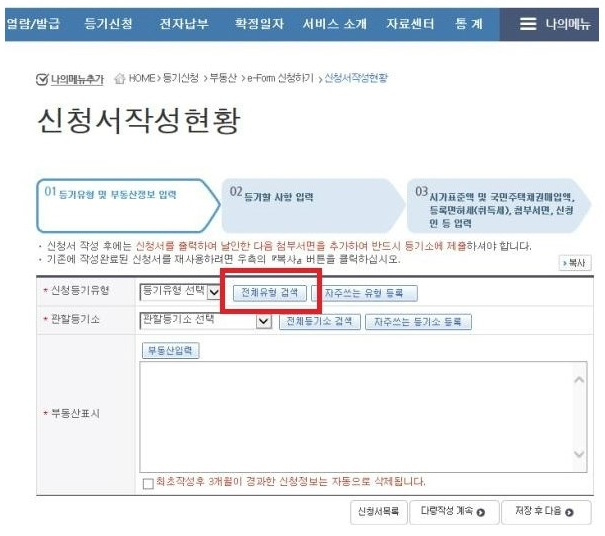 열람/발급 등기신청 전자납부 확정일자 서비스 소개 자료센터 통 계 나의메뉴
나의메뉴추가 HOME > 등기신청 > 부동산 > e-Form 신청하기 > 신청서작성현황
신청서작성현황
01 등기유형 및 부동산정보 입력
02 등기할 사항 입력
03 시가표준액 및 국민주택채권매입액,
등록면허세(취득세), 첨부서면, 신청
인 등 입력
· 신청서 작성 후에는 신청서를 출력하여 날인한 다음 첨부서면을 추가하여 반드시 등기소에 제출하셔야 합니다.
· 기존에 작성완료된 신청서를 재사용하려면 우측의 『복사』 버튼을 클릭하십시오.
복사
* 신청등기유형 등기유형 선택 전체유형 검색 자주쓰는 유형 등록
* 관할등기소 관할등기소 선택 전체등기소 검색 자주쓰는 등기소 등록
부동산입력
* 부동산표시
최초작성후 3개월이 경과한 신청정보는 자동으로 삭제됩니다.
신청서목록 다량작성 계속 저장 후 다음